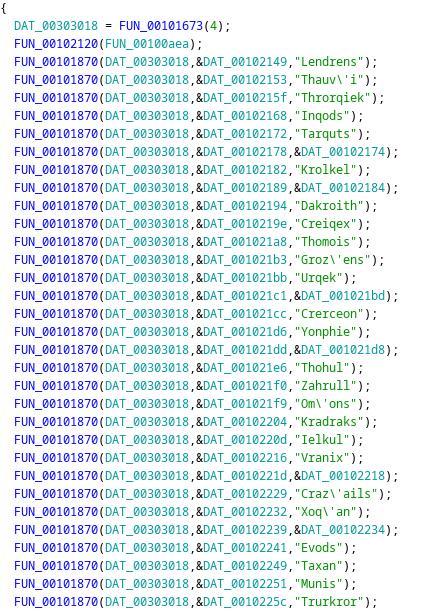 {
DAT_00303018 = FUN_00101673(4);
FUN_00102120(FUN_00100aea);
FUN_00101870(DAT_00303018,&DAT_00102149,"Lendrens");
FUN_00101870(DAT_00303018,&DAT_00102153,"Thauv\'i");
FUN_00101870(DAT_00303018,&DAT_0010215f,"Throrqiek");
FUN_00101870(DAT_00303018,&DAT_00102168,"Inqods");
FUN_00101870(DAT_00303018,&DAT_00102172,"Tarquts");
FUN_00101870(DAT_00303018,&DAT_00102178,&DAT_00102174);
FUN_00101870(DAT_00303018,&DAT_00102182,"Krolkel");
FUN_00101870(DAT_00303018,&DAT_00102189,&DAT_00102184);
FUN_00101870(DAT_00303018,&DAT_00102194,"Dakroith");
FUN_00101870(DAT_00303018,&DAT_0010219e,"Creiqex");
FUN_00101870(DAT_00303018,&DAT_001021a8,"Thomois");
FUN_00101870(DAT_00303018,&DAT_001021b3,"Groz\'ens");
FUN_00101870(DAT_00303018,&DAT_001021bb,"Urqek");
FUN_00101870(DAT_00303018,&DAT_001021c1,&DAT_001021bd);
FUN_00101870(DAT_00303018,&DAT_001021cc,"Crerceon");
FUN_00101870(DAT_00303018,&DAT_001021d6,"Yonphie");
FUN_00101870(DAT_00303018,&DAT_001021dd,&DAT_001021d8);
FUN_00101870(DAT_00303018,&DAT_001021e6,"Thohul");
FUN_00101870(DAT_00303018,&DAT_001021f0,"Zahrull");
FUN_00101870(DAT_00303018,&DAT_001021f9,"Om\'ons");
FUN_00101870(DAT_00303018,&DAT_00102204,"Kradraks");
FUN_00101870(DAT_00303018,&DAT_0010220d,"Ielkul");
FUN_00101870(DAT_00303018,&DAT_00102216,"Vranix");
FUN_00101870(DAT_00303018,&DAT_0010221d,&DAT_00102218);
FUN_00101870(DAT_00303018,&DAT_00102229,"Craz\'ails");
FUN_00101870(DAT_00303018,&DAT_00102232,"Xoq\'an");
FUN_00101870(DAT_00303018,&DAT_00102239,&DAT_00102234);
FUN_00101870(DAT_00303018,&DAT_00102241,"Evods");
FUN_00101870(DAT_00303018,&DAT_00102249,"Taxan");
FUN_00101870(DAT_00303018,&DAT_00102251,"Munis");
FUN_00101870(DAT_00303018,&DAT_0010225c,"Trurkror");